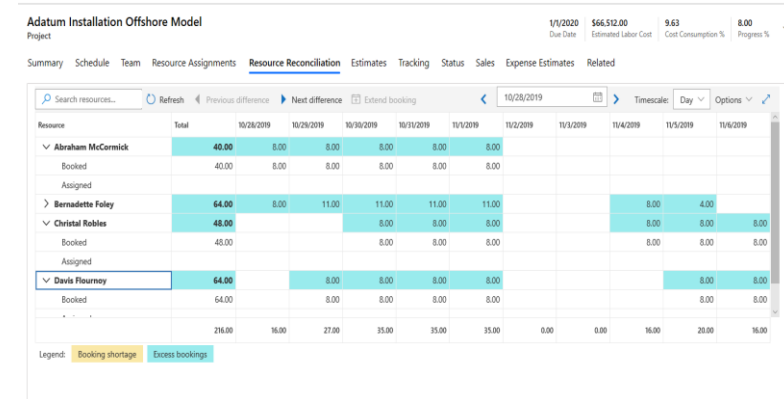 Adatum Installation Offshore Model
Project
1/1/2020 $66,512.00 9.63 8.00
Due Date Estimated Labor Cost Cost Consumption % Progress %
Summary Schedule Team Resource Assignments Resource Reconciliation Estimates Tracking Status Sales Expense Estimates Related
Search resources... Refresh Previous difference Next difference Extend booking 10/28/2019 Timescale: Day Options
Resource Total 10/28/2019 10/29/2019 10/30/2019 10/31/2019 11/1/2019 11/2/2019 11/3/2019 11/4/2019 11/5/2019 11/6/2019
Abraham McCormick 40.00 8.00 8.00 8.00 8.00 8.00
Booked 40.00 8.00 8.00 8.00 8.00 8.00
Assigned
Bernadette Foley 64.00 8.00 11.00 11.00 11.00 11.00 8.00 4.00
Christal Robles 48.00 8.00 8.00 8.00 8.00 8.00 8.00
Booked 48.00 8.00 8.00 8.00 8.00 8.00 8.00
Assigned
Davis Flournoy 64.00 8.00 8.00 8.00 8.00 8.00 8.00
Booked 64.00 8.00 8.00 8.00 8.00 8.00 8.00
216.00 16.00 27.00 35.00 35.00 35.00 0.00 0.00 16.00 20.00 16.00
Legend: Booking shortage Excess bookings